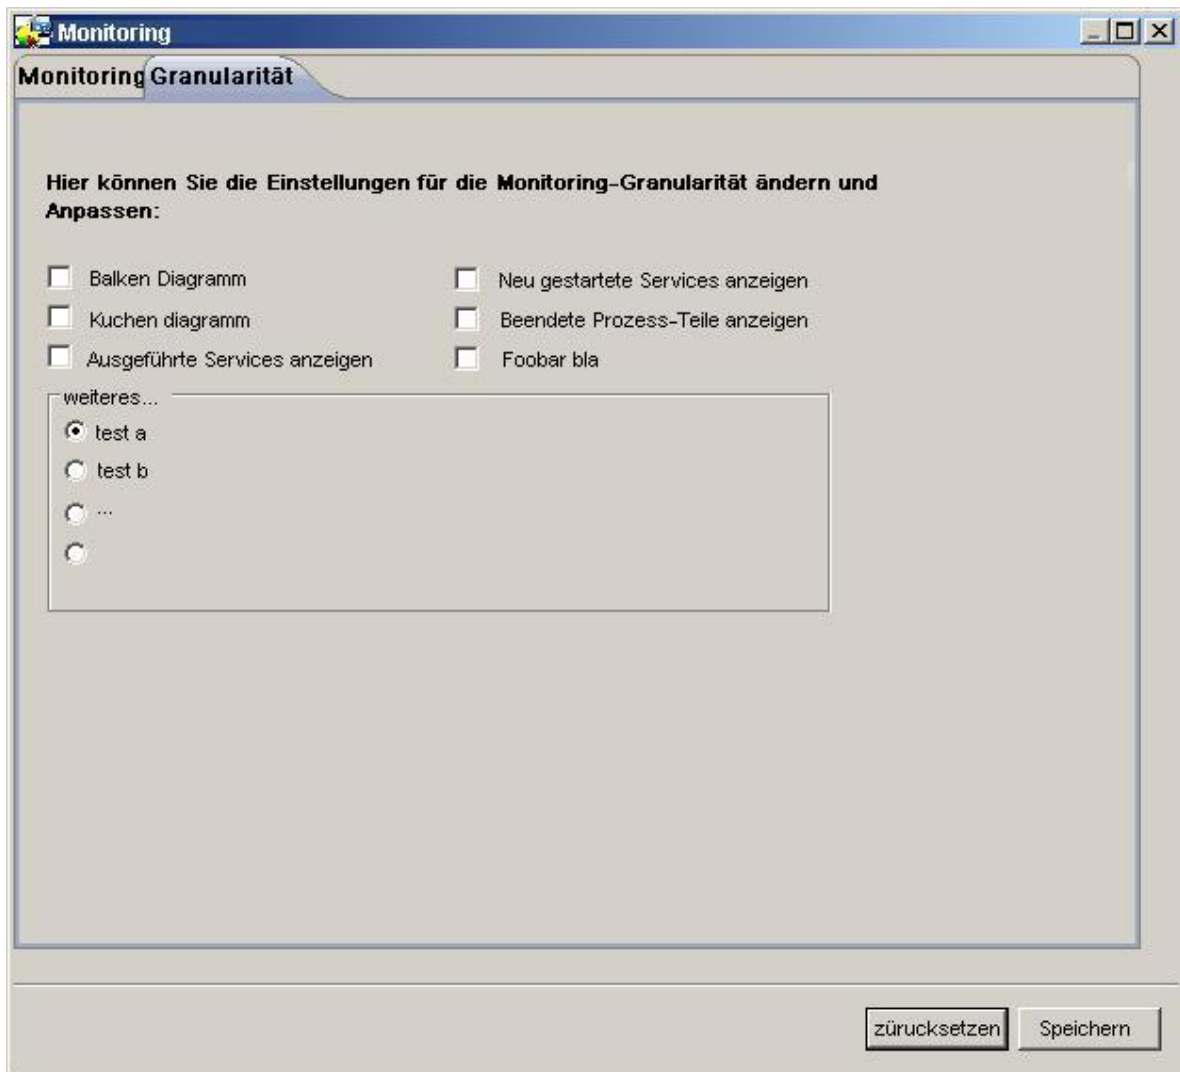 Monitoring
Monitoring Granularität
Hier können Sie die Einstellungen für die Monitoring-Granularität ändern und
Anpassen:
Balken Diagramm
Neu gestartete Services anzeigen
Kuchen diagramm
Beendete Prozess-Teile anzeigen
Ausgeführte Services anzeigen
Foobar bla
weiteres...
test a
test b
...
zürucksetzen
Speichern